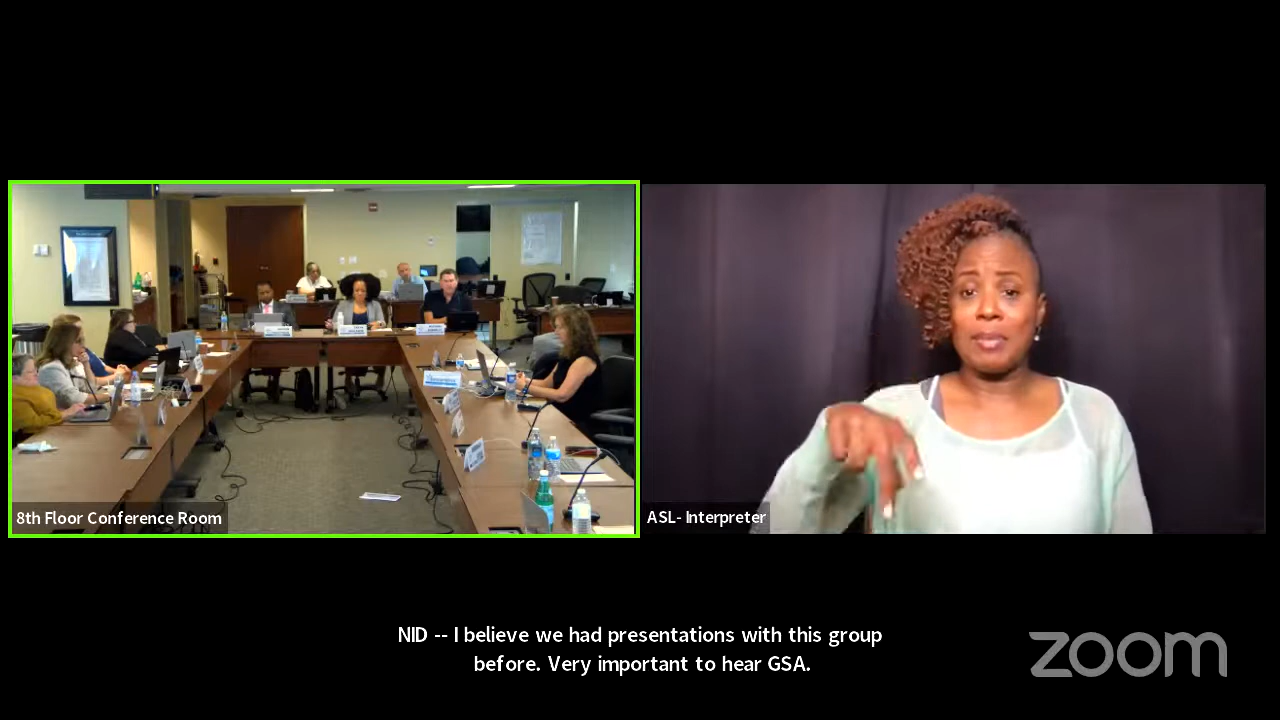 8th Floor Conference Room
ASL- Interpreter
NID -- I believe we had presentations with this group
before. Very important to hear GSA.
zoom